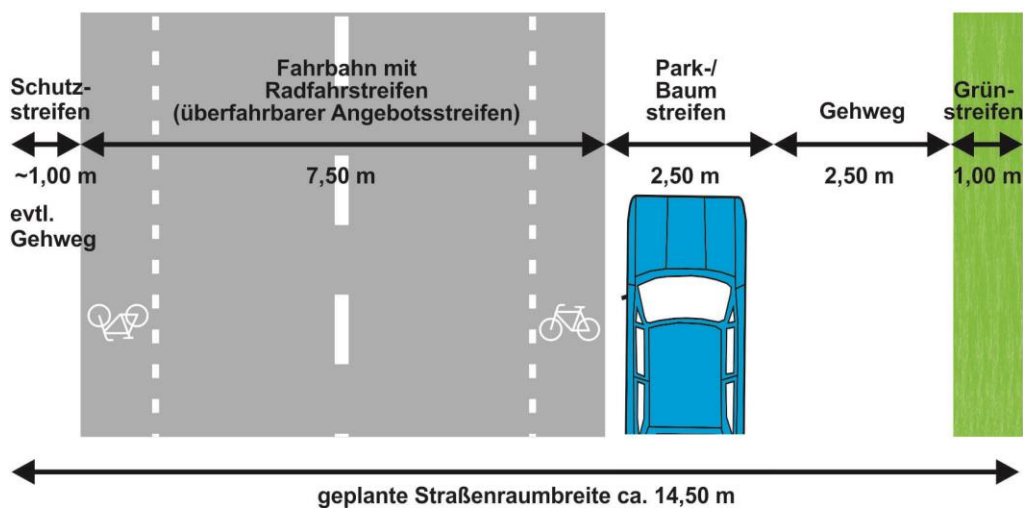 Schutz-
streifen
~1,00 m
evtl.
Gehweg
Fahrbahn mit
Radfahrstreifen
(überfahrbarer Angebotsstreifen)
7,50 m
Park-/
Baum
streifen
2,50 m
Gehweg
2,50 m
Grün-
streifen
1,00 m
geplante Straßenraumbreite ca. 14,50 m